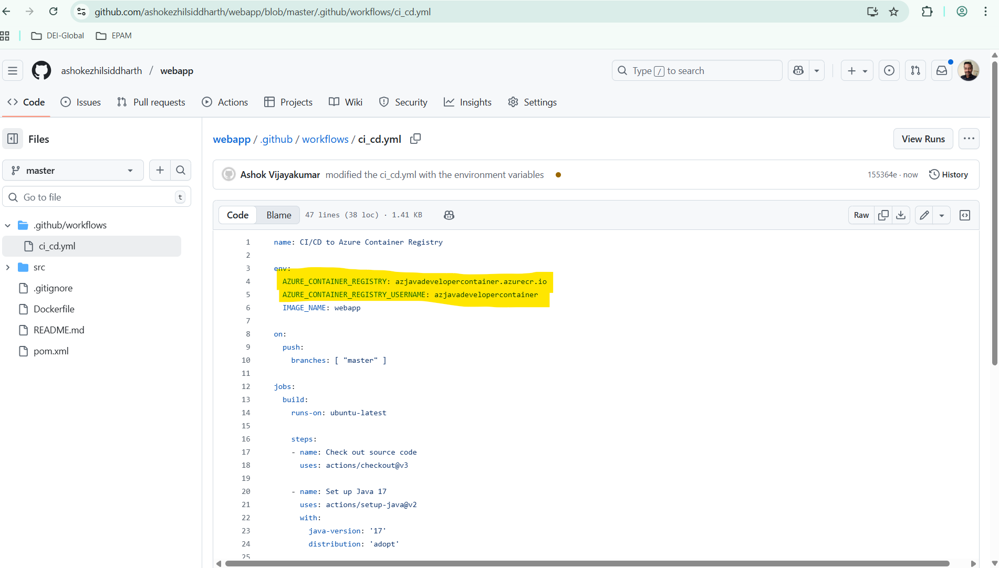 github.com/ashokezhilsiddharth/webapp/blob/master/.github/workflows/ci_cd.yml
DEI-Global
EPAM
ashokezhilsiddharth / webapp
Type / to search
Code
Issues
Pull requests
Actions
Projects
Wiki
Security
Insights
Settings
Files
webapp / .github / workflows / ci_cd.yml
View Runs
master
Ashok Vijayakumar modified the ci_cd.yml with the environment variables
155364e · now
History
Go to file
t
Code
Blame
47 lines (38 loc) · 1.41 KB
Raw
.github/workflows
ci_cd.yml
src
.gitignore
Dockerfile
README.md
pom.xml
1 name: CI/CD to Azure Container Registry
2
3 env:
4 AZURE_CONTAINER_REGISTRY: azjavadevelopercontainer.azurecr.io
5 AZURE_CONTAINER_REGISTRY_USERNAME: azjavadevelopercontainer
6 IMAGE_NAME: webapp
7
8 on:
9 push:
10 branches: [ "master" ]
11
12 jobs:
13 build:
14 runs-on: ubuntu-latest
15
16 steps:
17 - name: Check out source code
18 uses: actions/checkout@v3
19
20 - name: Set up Java 17
21 uses: actions/setup-java@v2
22 with:
23 java-version: '17'
24 distribution: 'adopt'
25